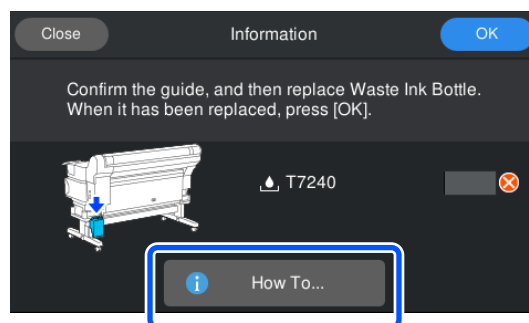 Close
Information
OK
Confirm the guide, and then replace Waste Ink Bottle.
When it has been replaced, press [OK].
T7240
How To...